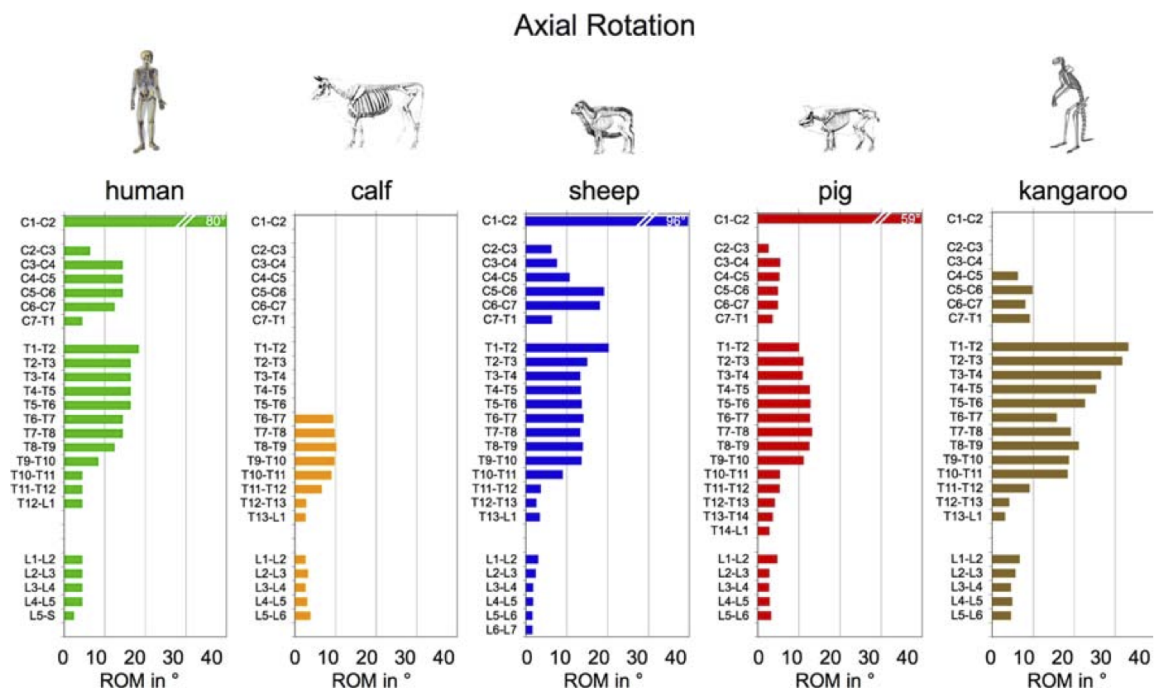 Axial Rotation
human
C1-C2
80°
C2-C3
C3-C4
C4-C5
C5-C6
C6-C7
C7-T1
T1-T2
T2-T3
T3-T4
T4-T5
T5-T6
T6-T7
T7-T8
T8-T9
T9-T10
T10-T11
T11-T12
T12-L1
L1-L2
L2-L3
L3-L4
L4-L5
L5-S
0 10 20 30 40
ROM in °
calf
C1-C2
C2-C3
C3-C4
C4-C5
C5-C6
C6-C7
C7-T1
T1-T2
T2-T3
T3-T4
T4-T5
T5-T6
T6-T7
T7-T8
T8-T9
T9-T10
T10-T11
T11-T12
T12-T13
T13-L1
L1-L2
L2-L3
L3-L4
L4-L5
L5-L6
0 10 20 30 40
ROM in °
sheep
C1-C2
96°
C2-C3
C3-C4
C4-C5
C5-C6
C6-C7
C7-T1
T1-T2
T2-T3
T3-T4
T4-T5
T5-T6
T6-T7
T7-T8
T8-T9
T9-T10
T10-T11
T11-T12
T12-T13
T13-L1
L1-L2
L2-L3
L3-L4
L4-L5
L5-L6
L6-L7
0 10 20 30 40
ROM in °
pig
C1-C2
59°
C2-C3
C3-C4
C4-C5
C5-C6
C6-C7
C7-T1
T1-T2
T2-T3
T3-T4
T4-T5
T5-T6
T6-T7
T7-T8
T8-T9
T9-T10
T10-T11
T11-T12
T12-T13
T13-T14
T14-L1
L1-L2
L2-L3
L3-L4
L4-L5
L5-L6
0 10 20 30 40
ROM in °
kangaroo
C1-C2
C2-C3
C3-C4
C4-C5
C5-C6
C6-C7
C7-T1
T1-T2
T2-T3
T3-T4
T4-T5
T5-T6
T6-T7
T7-T8
T8-T9
T9-T10
T10-T11
T11-T12
T12-T13
T13-L1
L1-L2
L2-L3
L3-L4
L4-L5
L5-L6
0 10 20 30 40
ROM in °